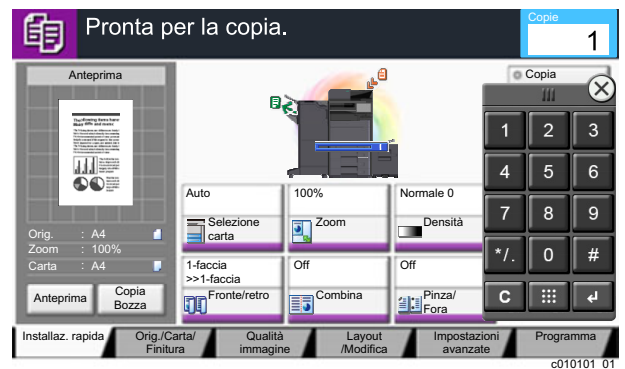 Pronta per la copia.
Copie
1
Anteprima
Copia
Orig. : A4
Zoom : 100%
Carta : A4
Anteprima
Copia
Bozza
Auto
Selezione
carta
100%
Zoom
Normale 0
Densità
1-faccia
>>1-faccia
Fronte/retro
Off
Combina
Off
Pinza/
Fora
1 2 3
4 5 6
7 8 9
*/. 0 #
C
Installaz. rapida
Orig./Carta/
Finitura
Qualità
immagine
Layout
/Modifica
Impostazioni
avanzate
Programma
c010101_01